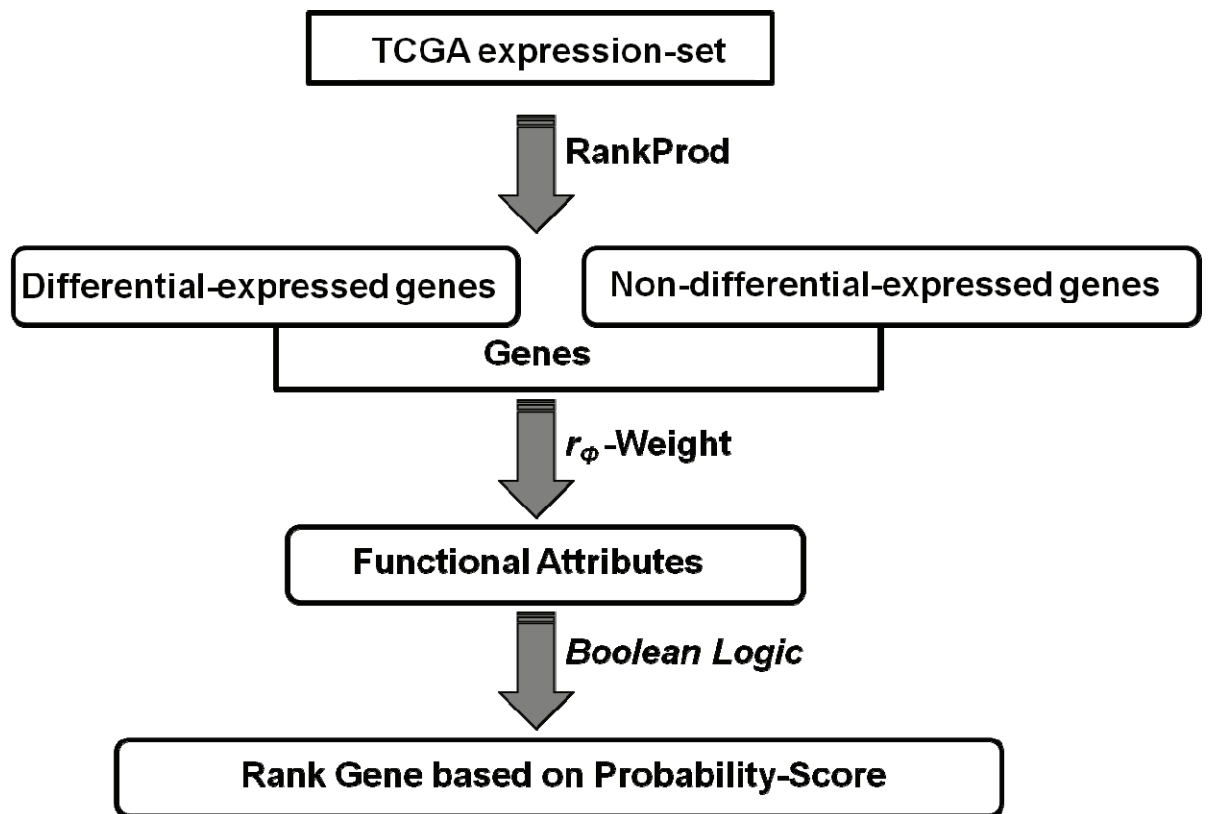 TCGA expression-set
RankProd
Differential-expressed genes
Non-differential-expressed genes
Genes
rφ-Weight
Functional Attributes
Boolean Logic
Rank Gene based on Probability-Score